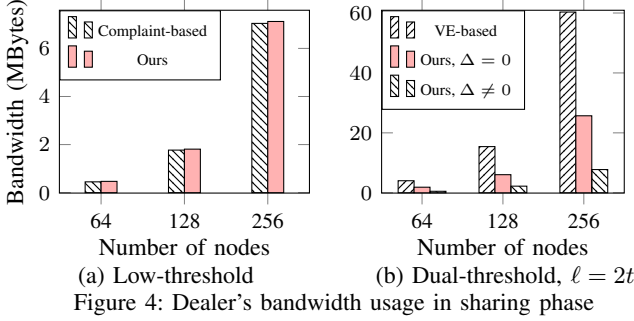 Bandwidth (MBytes)
6
4
2
0
Complaint-based
Ours
64
128
256
Number of nodes
(a) Low-threshold
60
40
20
0
VE-based
Ours, Δ = 0
Ours, Δ ≠ 0
64
128
256
Number of nodes
(b) Dual-threshold, ℓ = 2t
Figure 4: Dealer's bandwidth usage in sharing phase